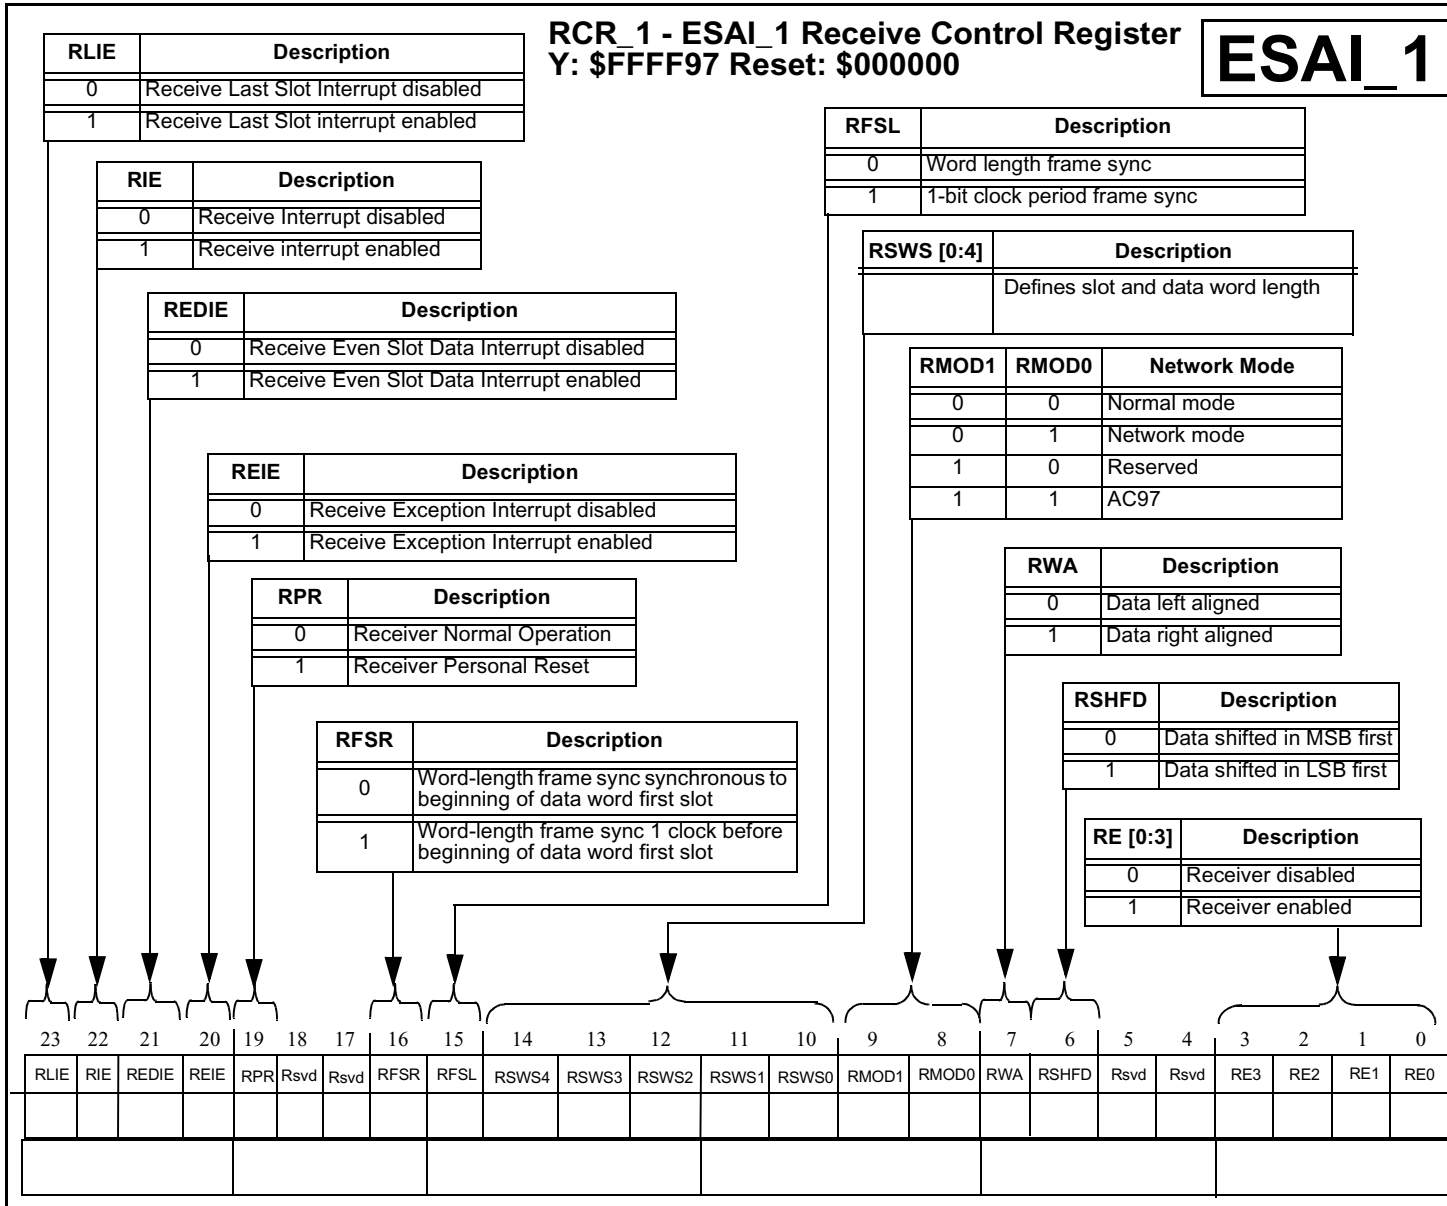 RCR_1 - ESAI_1 Receive Control Register
Y: $FFFF97 Reset: $000000
ESAI_1
RLIE Description
0 Receive Last Slot Interrupt disabled
1 Receive Last Slot interrupt enabled
RIE Description
0 Receive Interrupt disabled
1 Receive interrupt enabled
REDIE Description
0 Receive Even Slot Data Interrupt disabled
1 Receive Even Slot Data Interrupt enabled
REIE Description
0 Receive Exception Interrupt disabled
1 Receive Exception Interrupt enabled
RPR Description
0 Receiver Normal Operation
1 Receiver Personal Reset
RFSR Description
0 Word-length frame sync synchronous to
beginning of data word first slot
1 Word-length frame sync 1 clock before
beginning of data word first slot
RFSL Description
0 Word length frame sync
1 1-bit clock period frame sync
RSWS [0:4] Description
Defines slot and data word length
RMOD1 RMOD0 Network Mode
0 0 Normal mode
0 1 Network mode
1 0 Reserved
1 1 AC97
RWA Description
0 Data left aligned
1 Data right aligned
RSHFD Description
0 Data shifted in MSB first
1 Data shifted in LSB first
RE [0:3] Description
0 Receiver disabled
1 Receiver enabled
23 22 21 20 19 18 17 16 15 14 13 12 11 10 9 8 7 6 5 4 3 2 1 0
RLIE RIE REDIE REIE RPR Rsvd Rsvd RFSR RFSL RSWS4 RSWS3 RSWS2 RSWS1 RSWS0 RMOD1 RMOD0 RWA RSHFD Rsvd Rsvd RE3 RE2 RE1 RE0